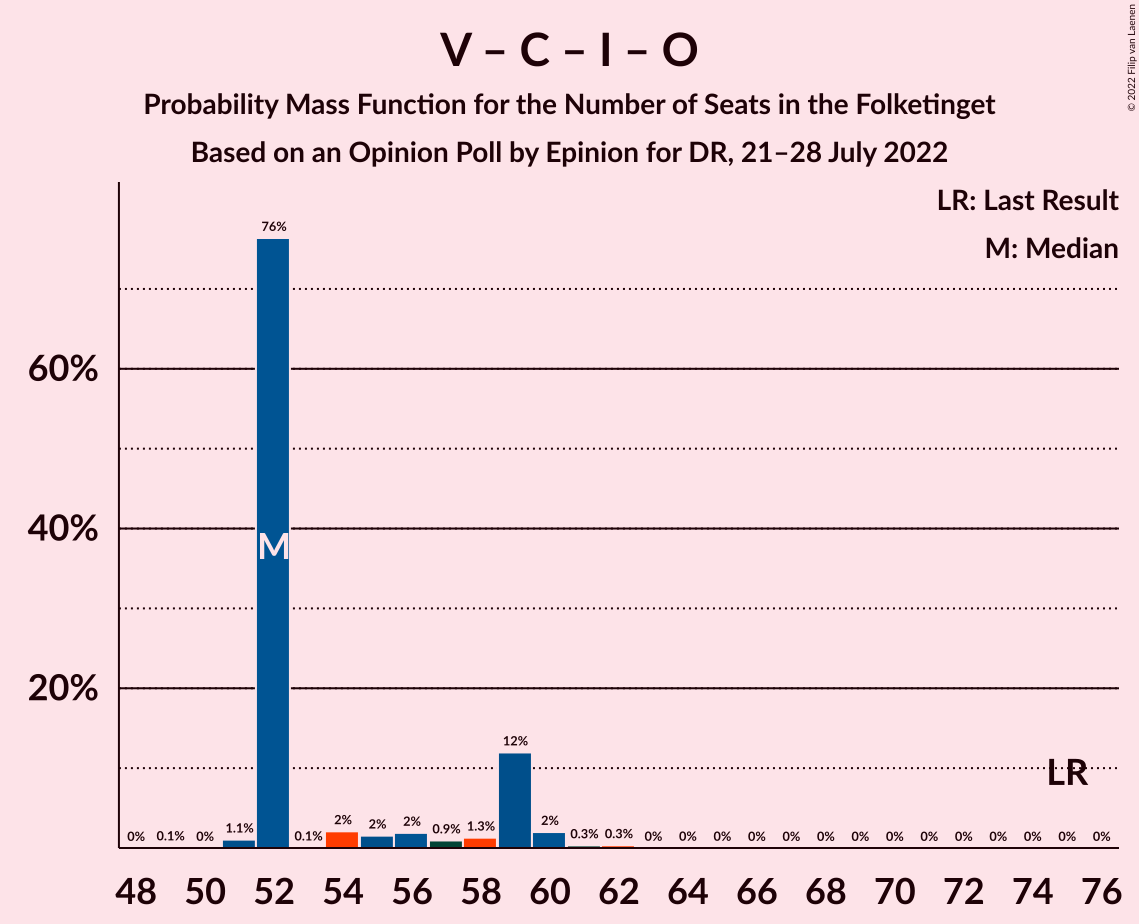 V – C – I – O
Probability Mass Function for the Number of Seats in the Folketinget
Based on an Opinion Poll by Epinion for DR, 21–28 July 2022
© 2022 Filip van Laenen
LR: Last Result
M: Median
76%
60%
40%
M
20%
12%
LR
0% 0.1% 0% 1.1% 0.1% 2% 2% 2% 0.9% 1.3% 2% 0.3% 0.3% 0% 0% 0% 0% 0% 0% 0% 0% 0% 0% 0% 0% 0% 0%
48 50 52 54 56 58 60 62 64 66 68 70 72 74 76